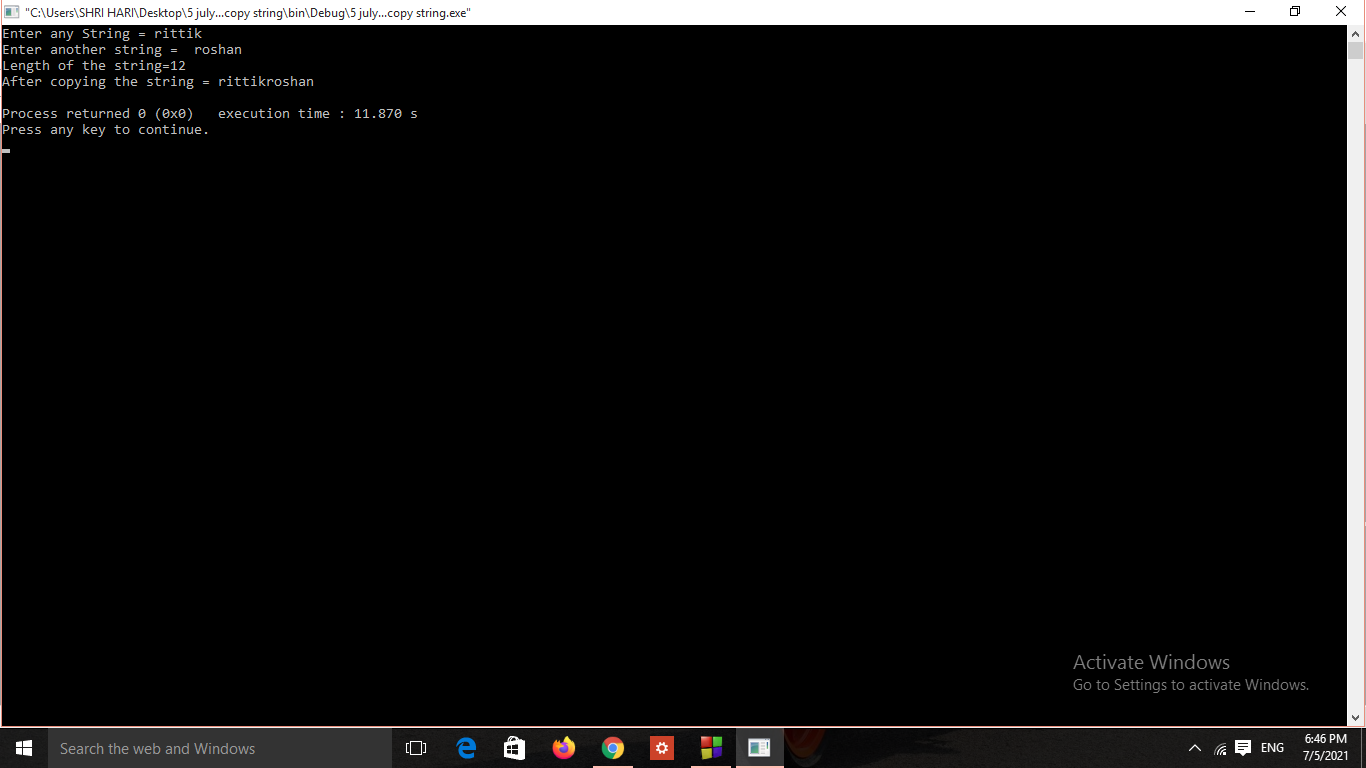 "C:\Users\SHRI HARI\Desktop\5 july...copy string\bin\Debug\5 july...copy string.exe"
Enter any String = rittik
Enter another string =  roshan
Length of the string=12
After copying the string = rittikroshan
Process returned 0 (0x0)   execution time : 11.870 s
Press any key to continue.
Activate Windows
Go to Settings to activate Windows.
Search the web and Windows
ENG
6:46 PM
7/5/2021